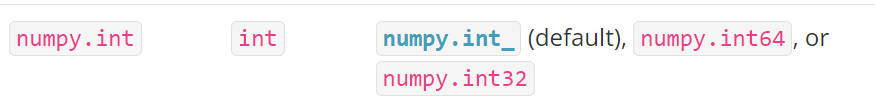 numpy.int int numpy.int_ (default), numpy.int64, or
numpy.int32